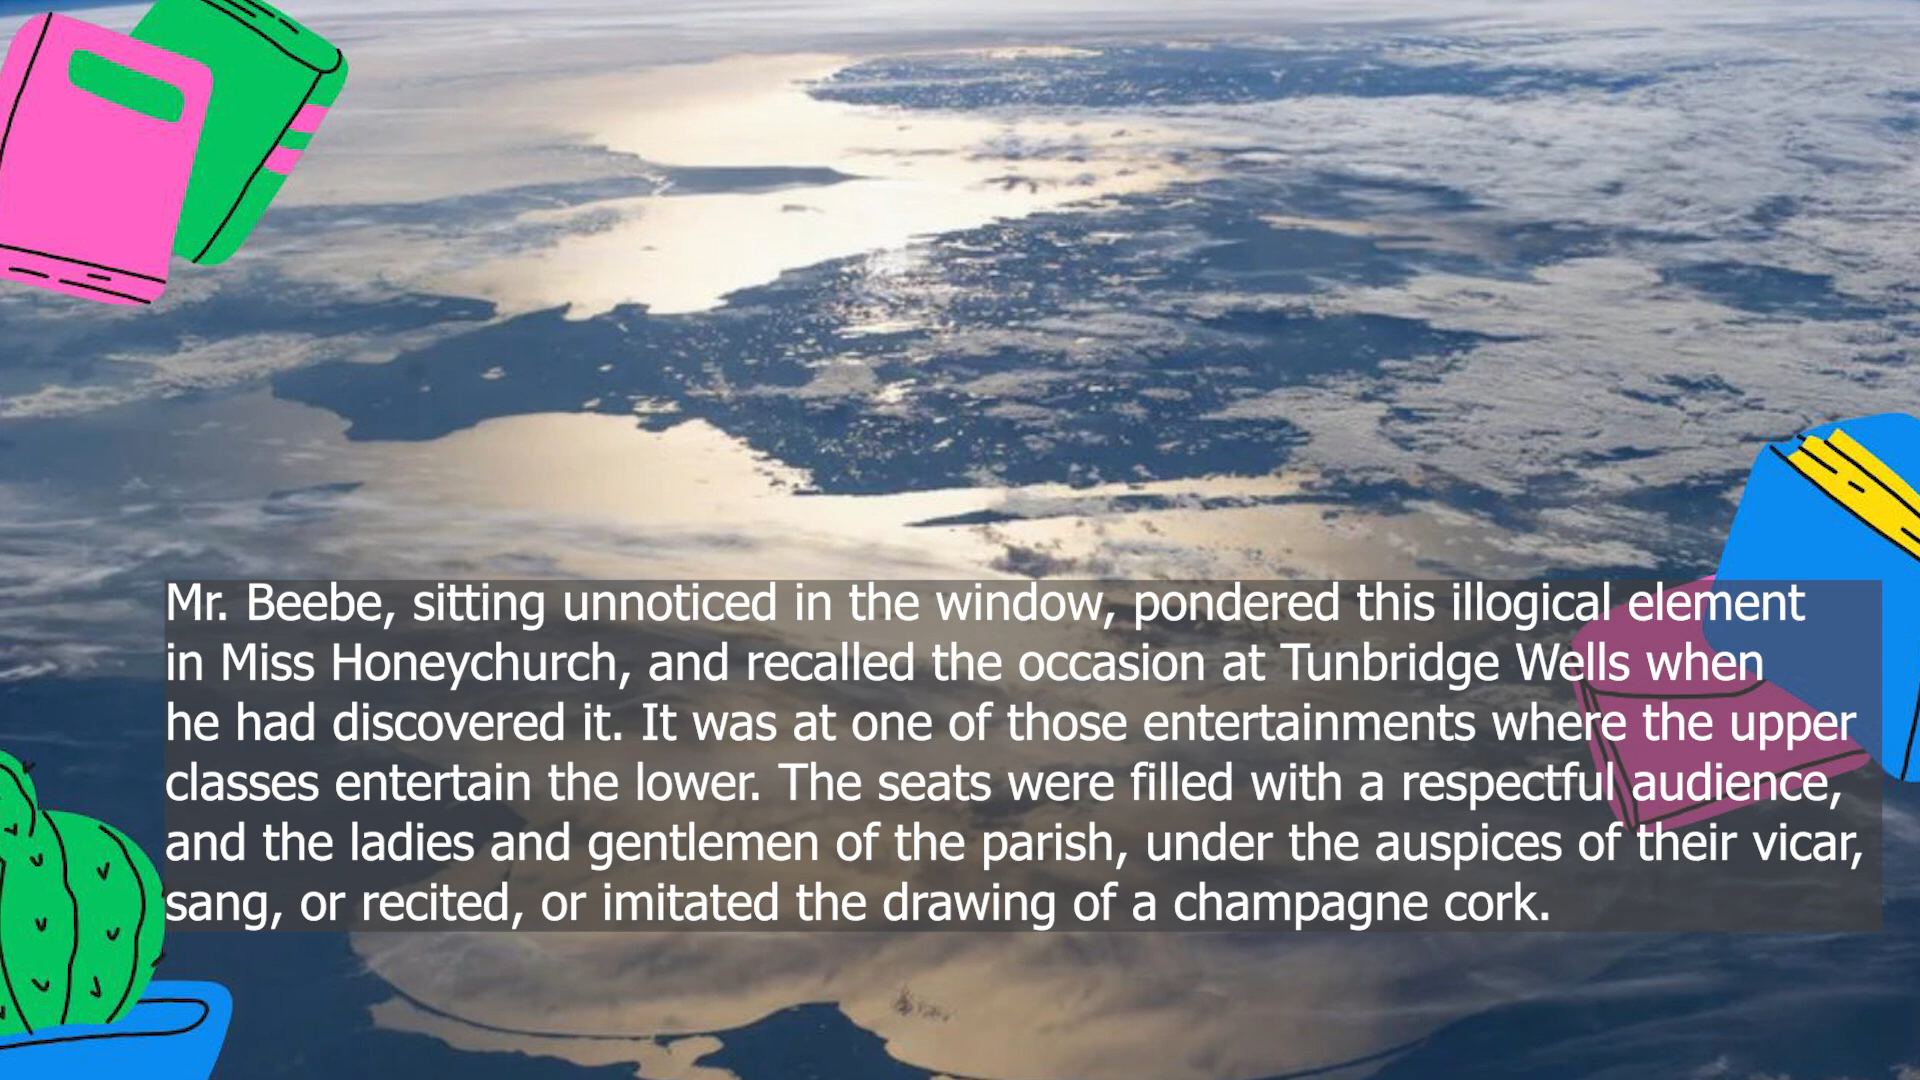 Mr. Beebe, sitting unnoticed in the window, pondered this illogical element
in Miss Honeychurch, and recalled the occasion at Tunbridge Wells when
he had discovered it. It was at one of those entertainments where the upper
classes entertain the lower. The seats were filled with a respectful audience,
and the ladies and gentlemen of the parish, under the auspices of their vicar,
sang, or recited, or imitated the drawing of a champagne cork.